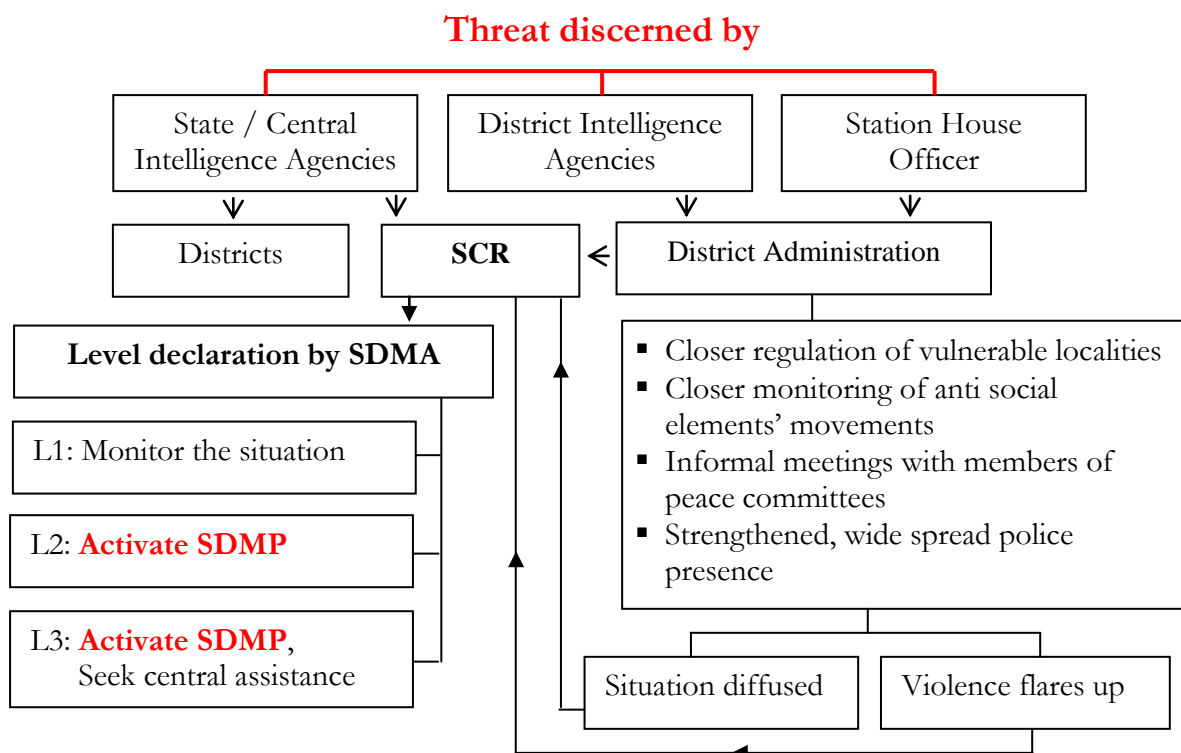 Threat discerned by
State / Central
Intelligence Agencies
District Intelligence
Agencies
Station House
Officer
Districts
SCR
District Administration
Level declaration by SDMA
L1: Monitor the situation
L2: Activate SDMP
L3: Activate SDMP,
Seek central assistance
▪ Closer regulation of vulnerable localities
▪ Closer monitoring of anti social
elements’ movements
▪ Informal meetings with members of
peace committees
▪ Strengthened, wide spread police
presence
Situation diffused
Violence flares up